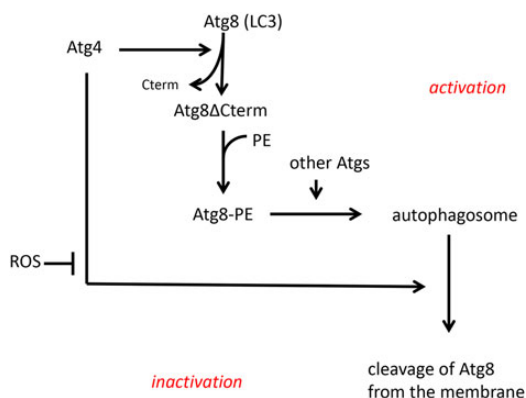 Atg8 (LC3)
Atg4
Cterm
activation
Atg8ΔCterm
PE
other Atgs
Atg8-PE
autophagosome
ROS
cleavage of Atg8
from the membrane
inactivation